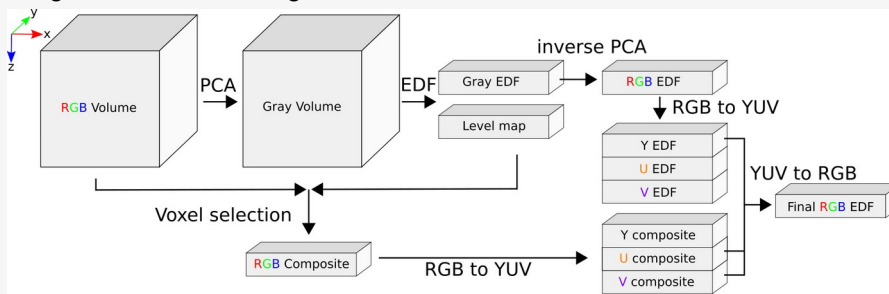 y
x
z
RGB Volume
PCA
Gray Volume
EDF
Gray EDF
Level map
inverse PCA
RGB EDF
RGB to YUV
Y EDF
U EDF
V EDF
YUV to RGB
Final RGB EDF
Voxel selection
RGB Composite
RGB to YUV
Y composite
U composite
V composite